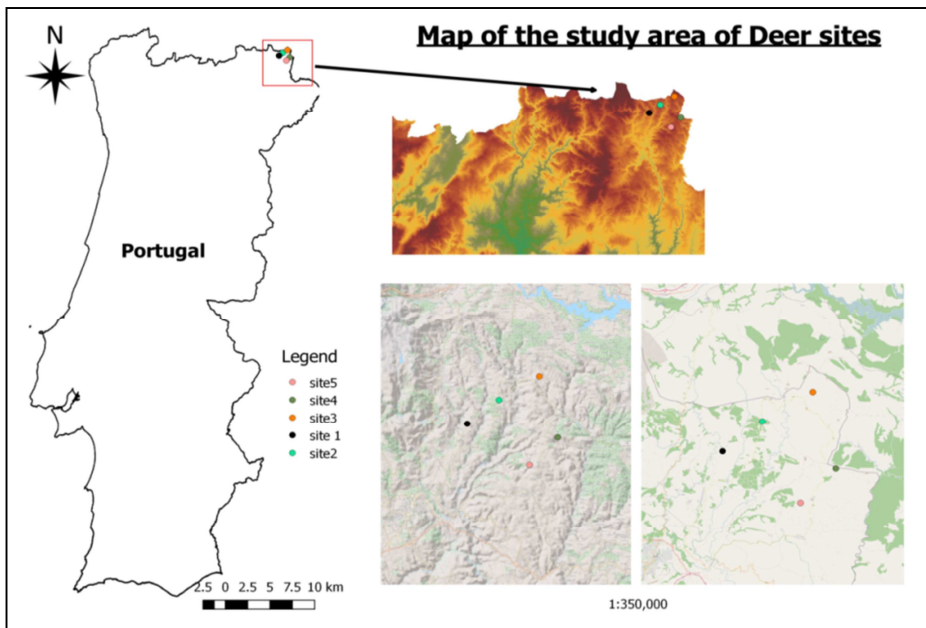 Map of the study area of Deer sites
N
Portugal
Legend
site5
site4
site3
site 1
site2
2.5 0 2.5 5 7.5 10 km
1:350,000